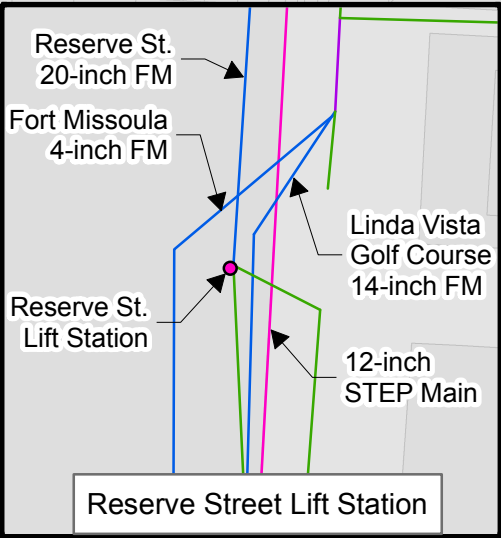 Reserve St.
20-inch FM
Fort Missoula
4-inch FM
Linda Vista
Golf Course
14-inch FM
Reserve St.
Lift Station
12-inch
STEP Main
Reserve Street Lift Station